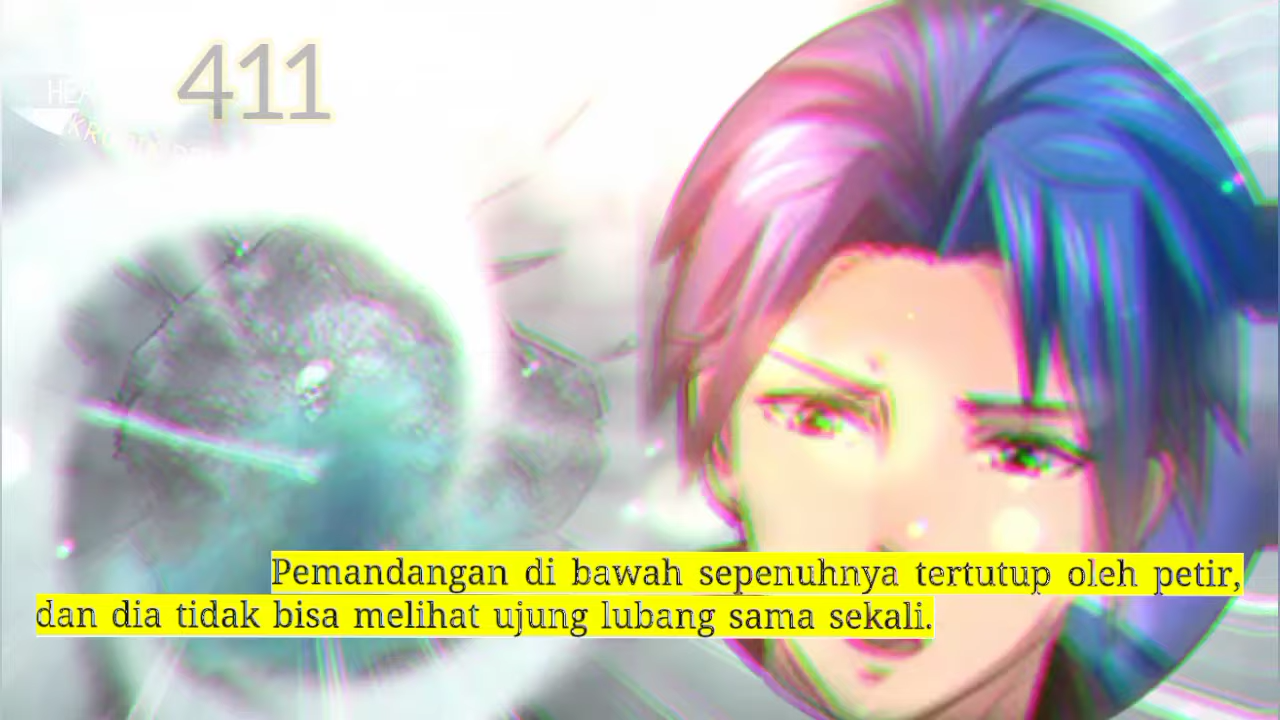 411
Pemandangan di bawah sepenuhnya tertutup oleh petir,
dan dia tidak bisa melihat ujung lubang sama sekali.